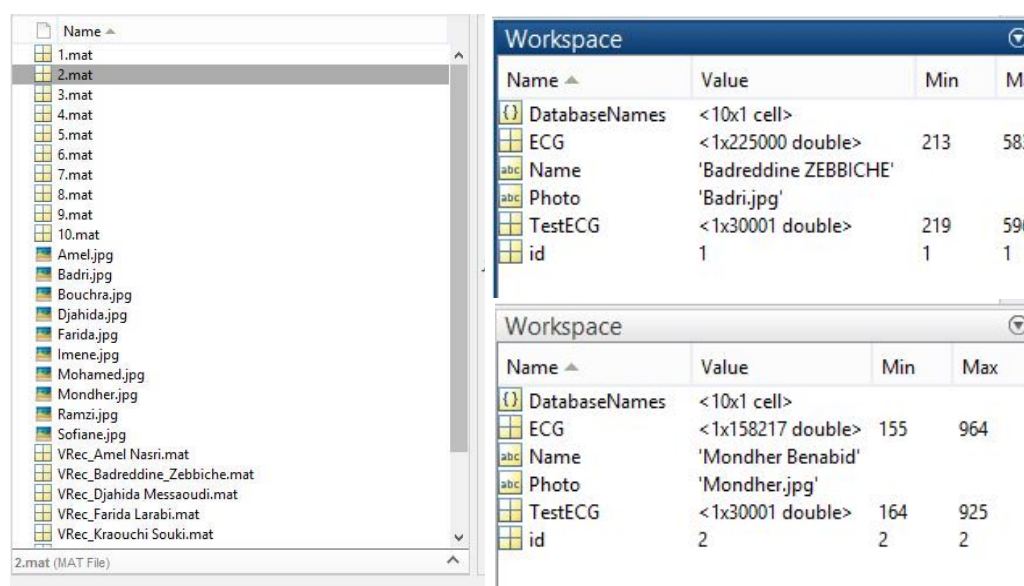 Name
1.mat
2.mat
3.mat
4.mat
5.mat
6.mat
7.mat
8.mat
9.mat
10.mat
Amel.jpg
Badri.jpg
Bouchra.jpg
Djahida.jpg
Farida.jpg
Imene.jpg
Mohamed.jpg
Mondher.jpg
Ramzi.jpg
Sofiane.jpg
VRec_Amel Nasri.mat
VRec_Badreddine_Zebbiche.mat
VRec_Djahida Messaoudi.mat
VRec_Farida Larabi.mat
VRec_Kraouchi Souki.mat
2.mat (MAT File)
Workspace
Name Value Min
{} DatabaseNames <10x1 cell>
ECG <1x225000 double> 213
abc Name 'Badreddine ZEBBICHE'
abc Photo 'Badri.jpg'
TestECG <1x30001 double> 219
id 1 1 1
Workspace
Name Value Min Max
{} DatabaseNames <10x1 cell>
ECG <1x158217 double> 155 964
abc Name 'Mondher Benabid'
abc Photo 'Mondher.jpg'
TestECG <1x30001 double> 164 925
id 2 2 2